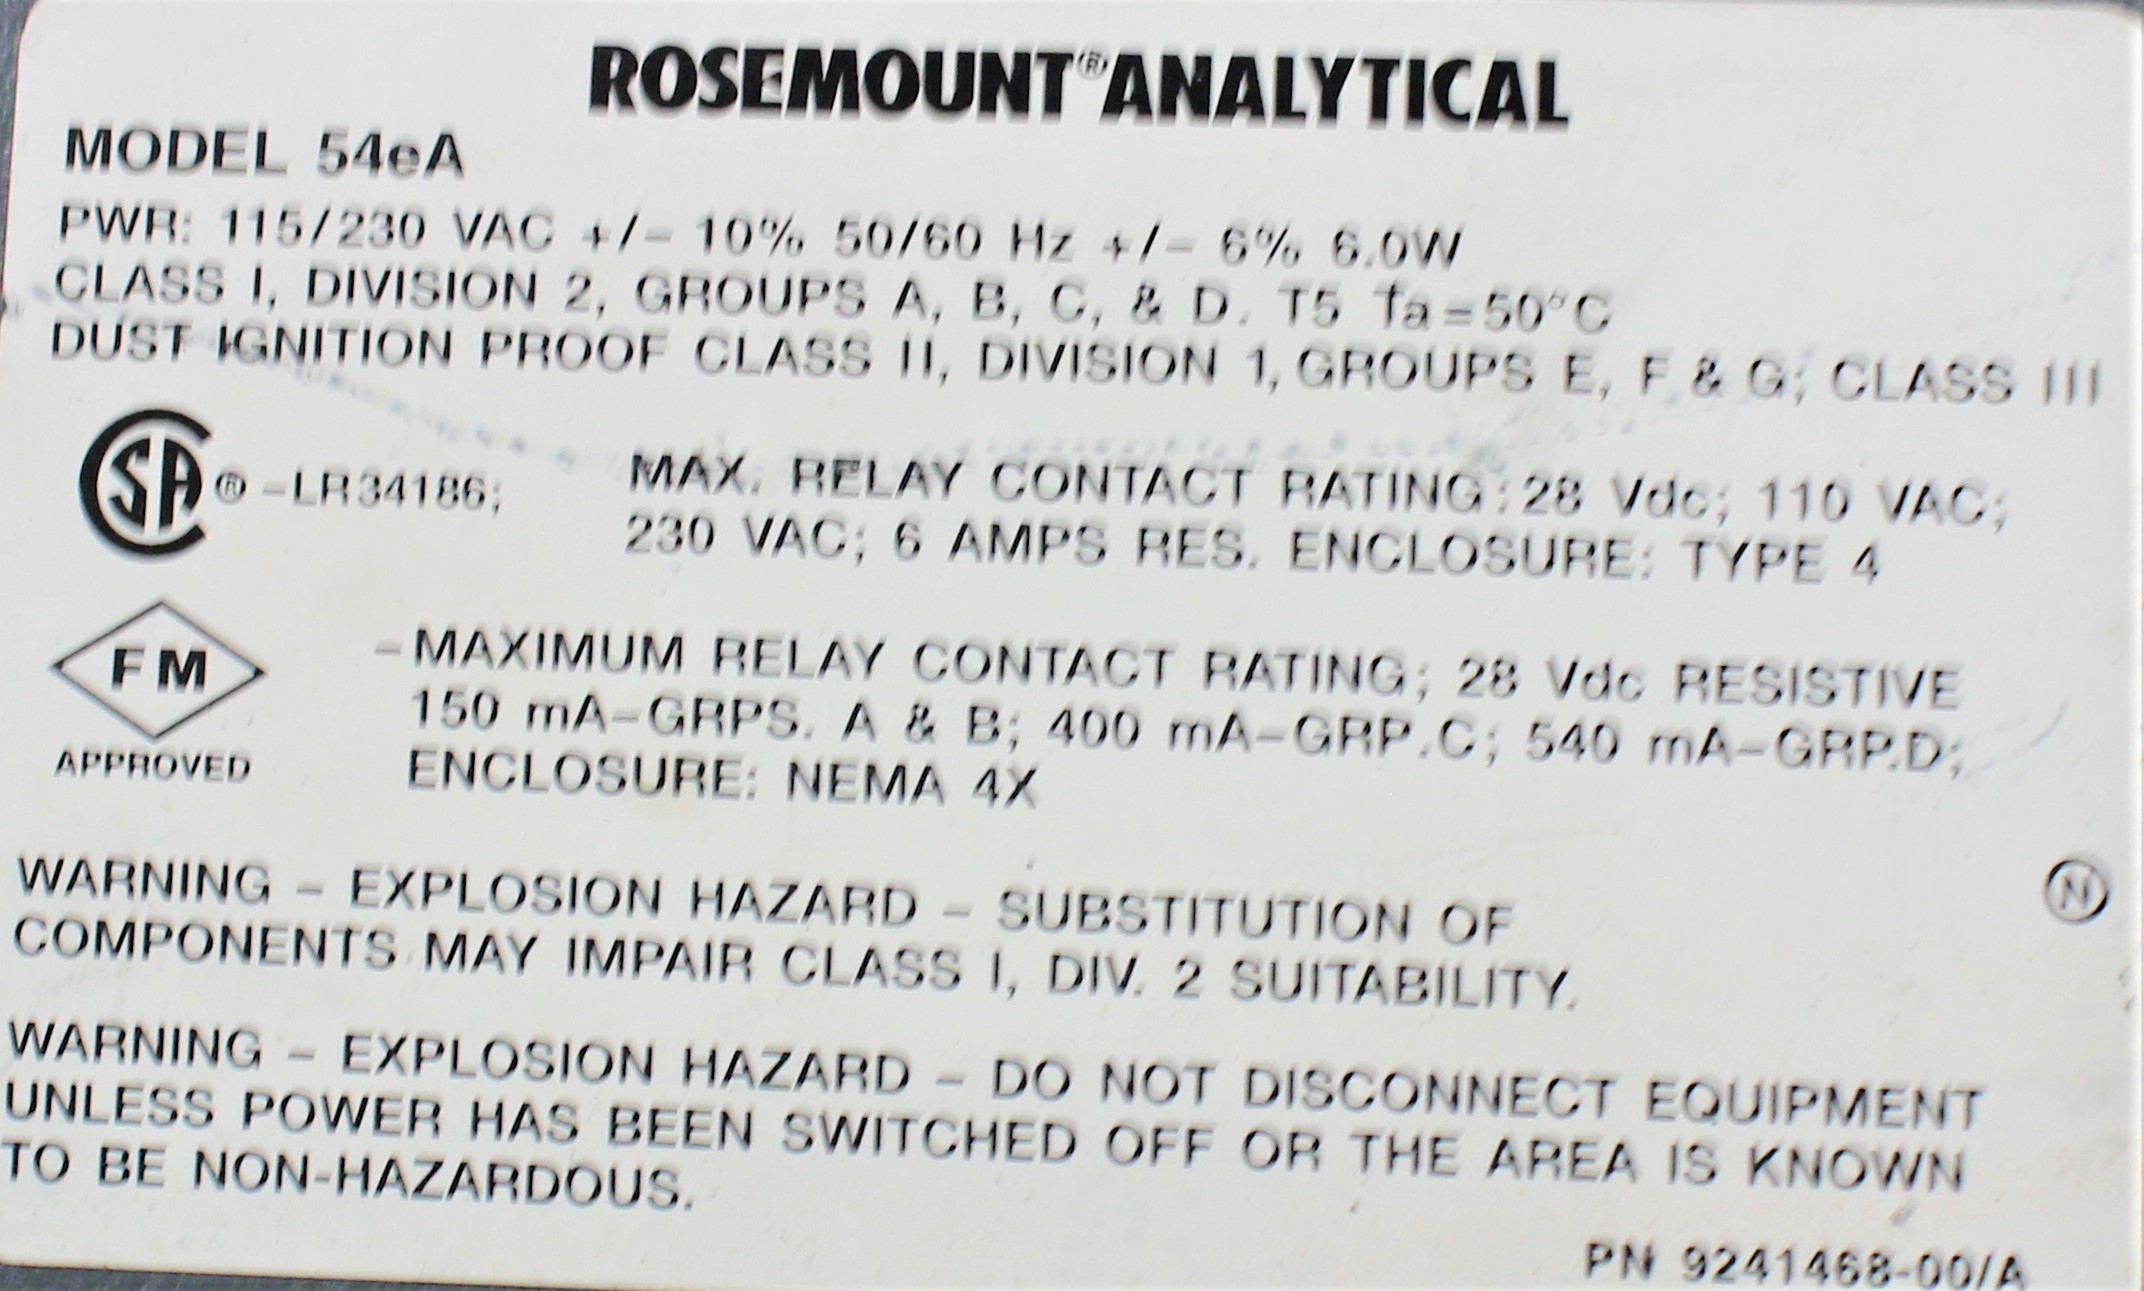 ROSEMOUNT® ANALYTICAL
MODEL 54eA
PWR: 115/230 VAC +/- 10% 50/60 Hz +/- 6% 6.0W
CLASS I, DIVISION 2, GROUPS A, B, C, & D. T5 Ta=50°C
DUST IGNITION PROOF CLASS II, DIVISION 1, GROUPS E, F & G; CLASS III
SA ® -LR34186;
MAX. RELAY CONTACT RATING: 28 Vdc; 110 VAC;
230 VAC; 6 AMPS RES. ENCLOSURE: TYPE 4
FM
APPROVED
-MAXIMUM RELAY CONTACT RATING; 28 Vdc RESISTIVE
150 mA-GRPS. A & B; 400 mA-GRP.C; 540 mA-GRP.D;
ENCLOSURE: NEMA 4X
N
WARNING - EXPLOSION HAZARD - SUBSTITUTION OF
COMPONENTS MAY IMPAIR CLASS I, DIV. 2 SUITABILITY.
WARNING - EXPLOSION HAZARD - DO NOT DISCONNECT EQUIPMENT
UNLESS POWER HAS BEEN SWITCHED OFF OR THE AREA IS KNOWN
TO BE NON-HAZARDOUS.
PN 9241468-00/A